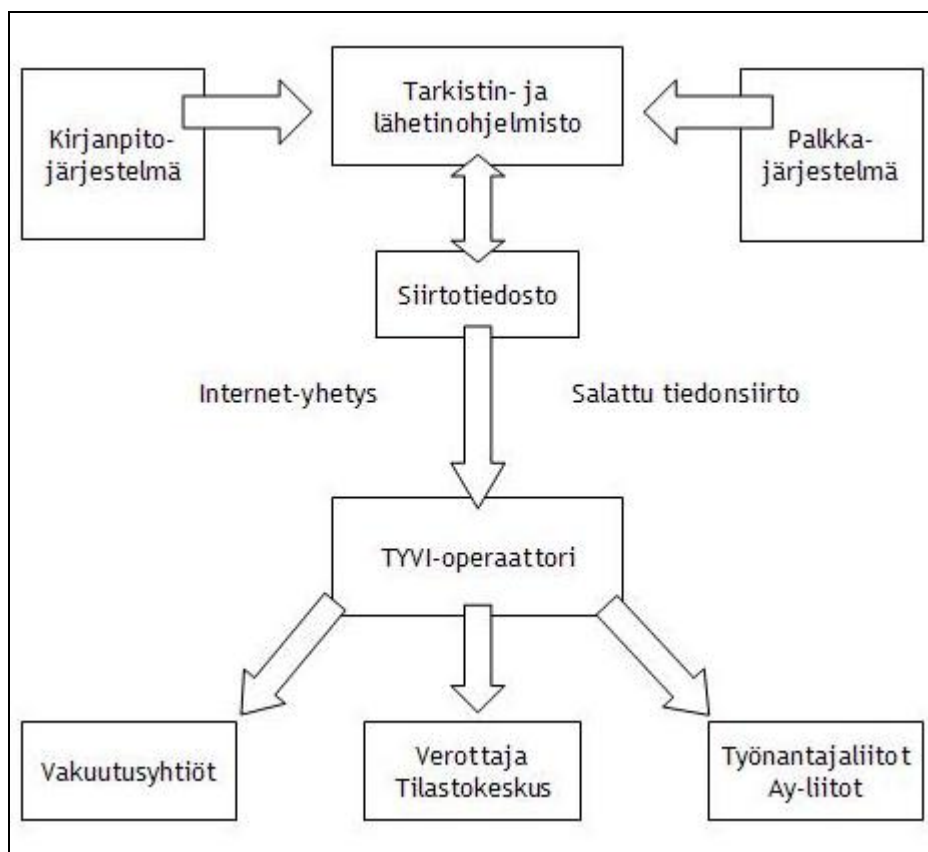 Tarkistin- ja
lähetinohjelmisto
Kirjanpito-
järjestelmä
Palkka-
järjestelmä
Siirtotiedosto
Internet-yhetys
Salattu tiedonsiirto
TYVI-operaattori
Vakuutusyhtiöt
Verottaja
Tilastokeskus
Työnantajaliitot
Ay-liitot